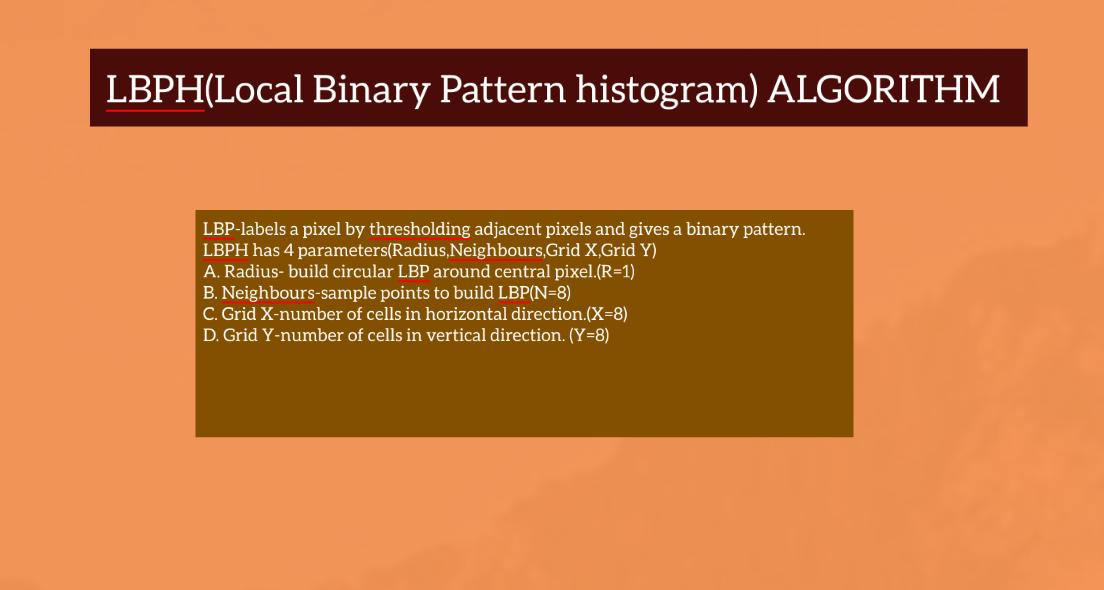 LBPH(Local Binary Pattern histogram) ALGORITHM
LBP-labels a pixel by thresholding adjacent pixels and gives a binary pattern.
LBPH has 4 parameters(Radius,Neighbours,Grid X,Grid Y)
A. Radius- build circular LBP around central pixel.(R=1)
B. Neighbours-sample points to build LBP(N=8)
C. Grid X-number of cells in horizontal direction.(X=8)
D. Grid Y-number of cells in vertical direction. (Y=8)